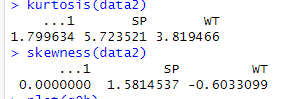 > kurtosis(data2)
...1 SP WT
1.799634 5.723521 3.819466
> skewness(data2)
...1 SP WT
0.0000000 1.5814537 -0.6033099